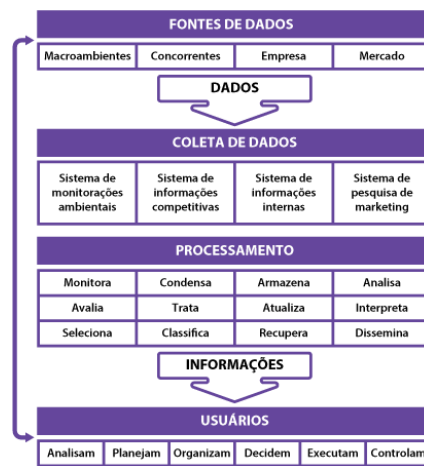 FONTES DE DADOS
Macroambientes Concorrentes Empresa Mercado
DADOS
COLETA DE DADOS
Sistema de monitorações ambientais
Sistema de informações competitivas
Sistema de informações internas
Sistema de pesquisa de marketing
PROCESSAMENTO
Monitora Condensa Armazena Analisa
Avalia Trata Atualiza Interpreta
Seleciona Classifica Recupera Dissemina
INFORMAÇÕES
USUÁRIOS
Analisam Planejam Organizam Decidem Executam Controlam